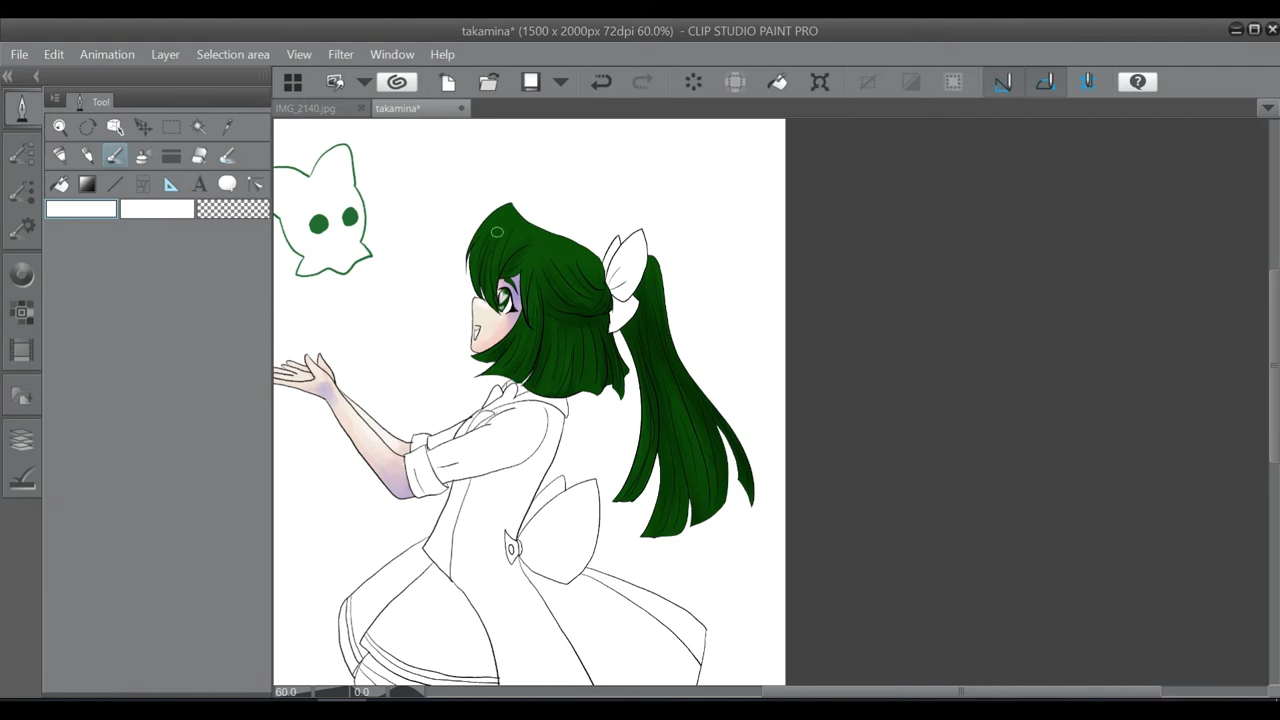 takamina* (1500 x 2000px 72dpi 60.0%)  - CLIP STUDIO PAINT PRO
File Edit Animation Layer Selection area View Filter Window Help
Tool
IMG_2140.jpg takamina*
60.0 0.0